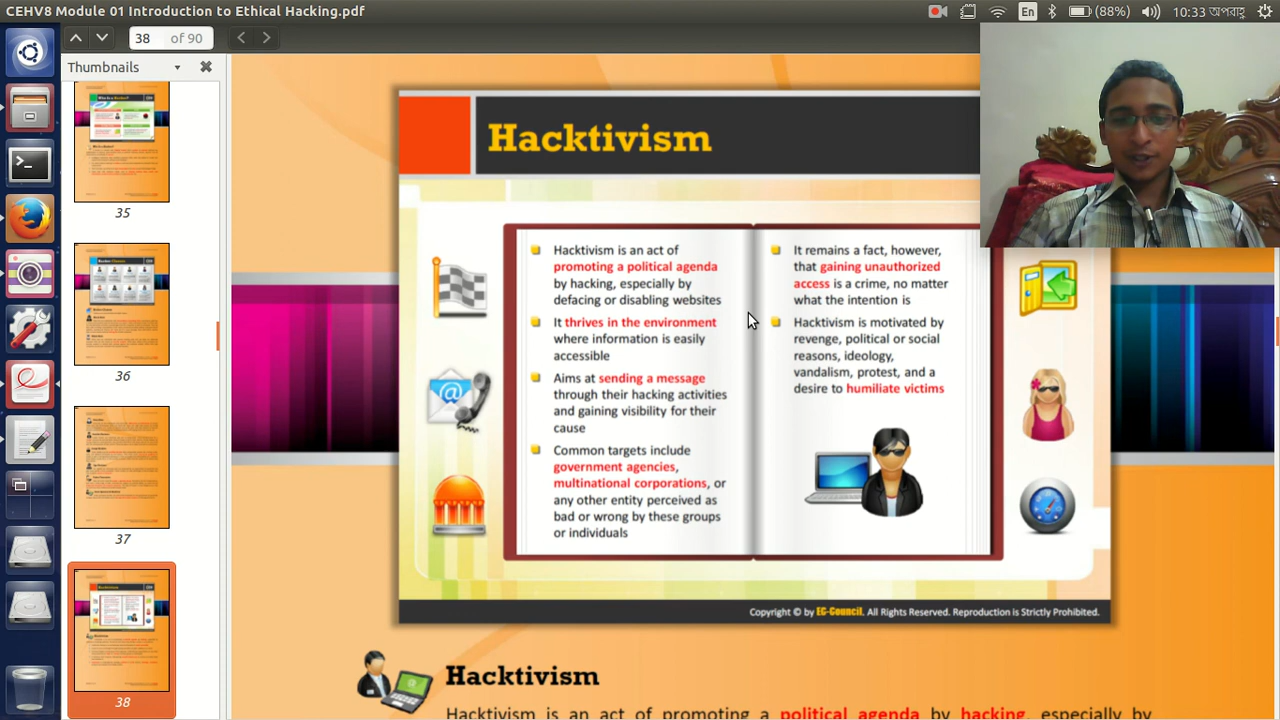 CEHV8 Module 01 Introduction to Ethical Hacking.pdf
En
(88%)
10:33 অপরাহ্ণ
38 of 90
Thumbnails
35
36
37
38
Hacktivism
Hacktivism is an act of
promoting a political agenda
by hacking, especially by
defacing or disabling websites
It thrives in the environment
where information is easily
accessible
Aims at sending a message
through their hacking activities
and gaining visibility for their
cause
Common targets include
government agencies,
multinational corporations, or
any other entity perceived as
bad or wrong by these groups
or individuals
It remains a fact, however,
that gaining unauthorized
access is a crime, no matter
what the intention is
Hacktivism is motivated by
revenge, political or social
reasons, ideology,
vandalism, protest, and a
desire to humiliate victims
Copyright © by EC-Council. All Rights Reserved. Reproduction is Strictly Prohibited.
Hacktivism
Hacktivism is an act of promoting a political agenda by hacking, especially by